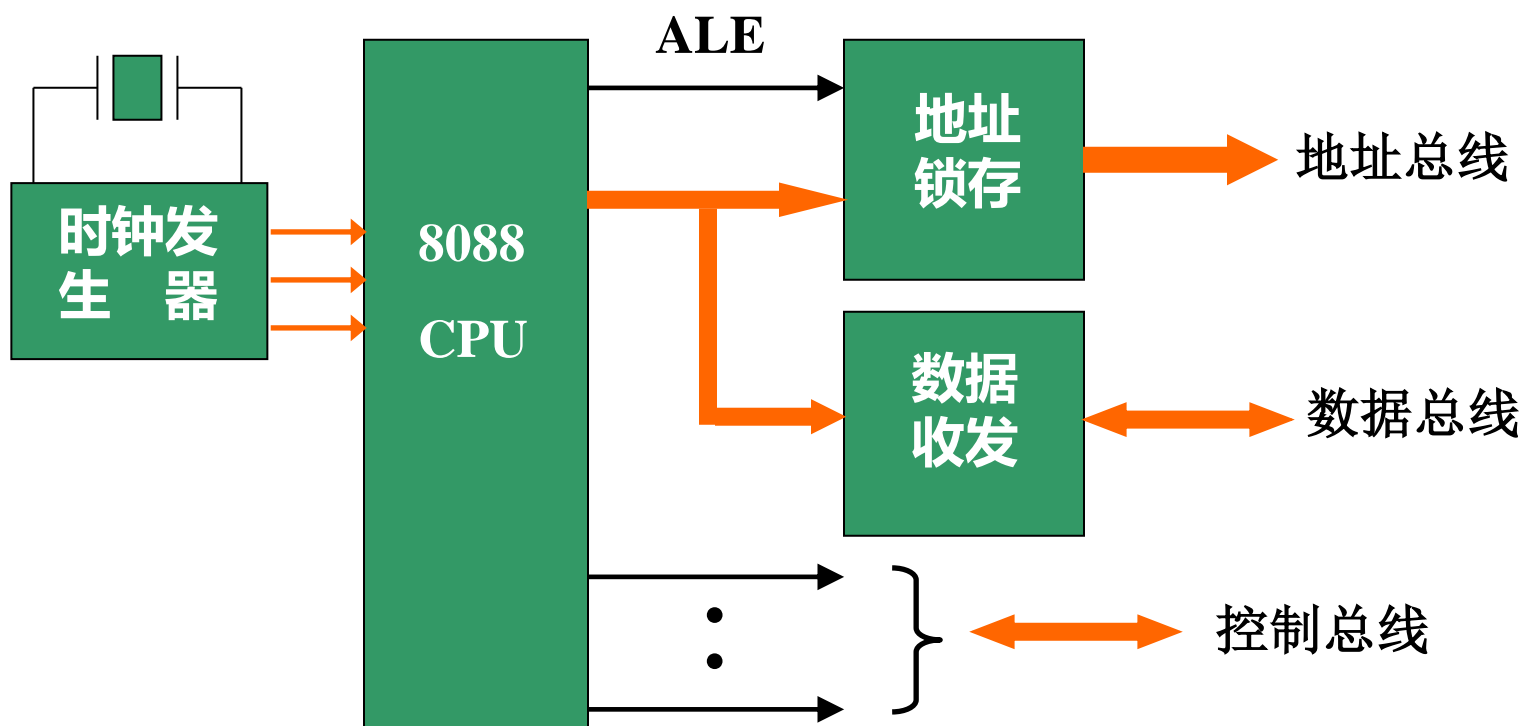 ALE
时钟发
生 器
8088
CPU
地址
锁存
地址总线
数据
收发
数据总线
控制总线